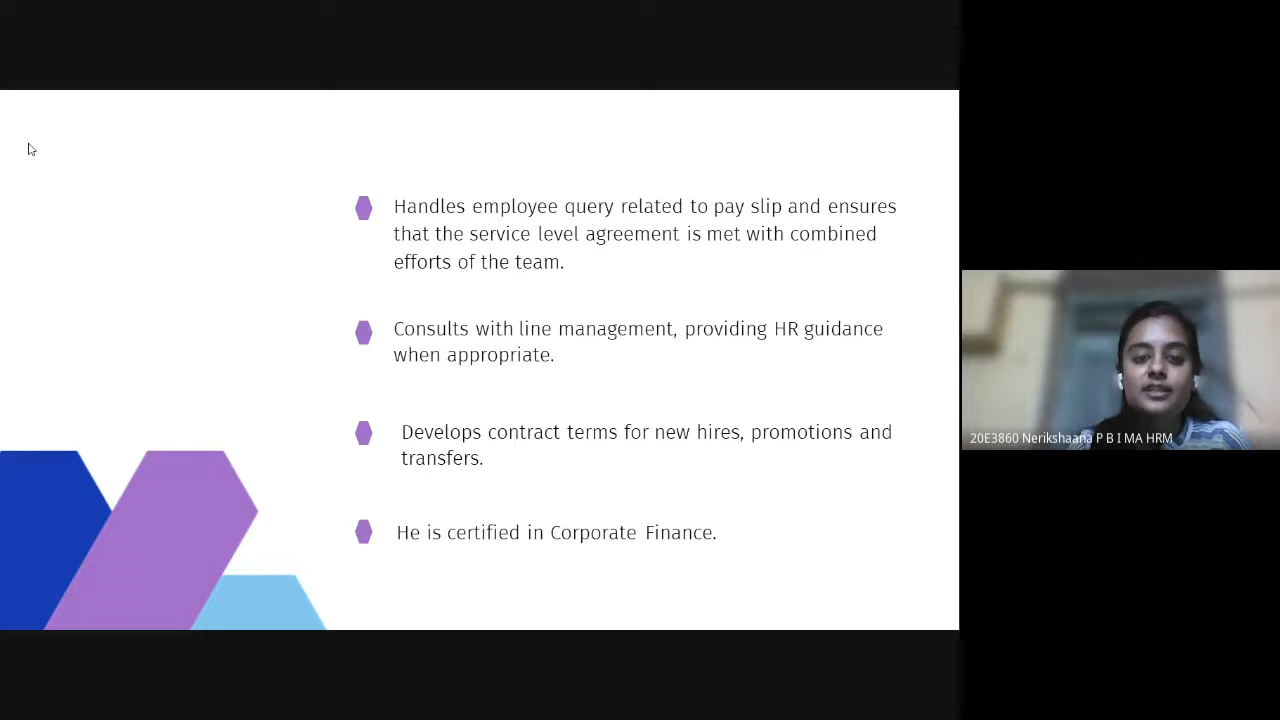 Handles employee query related to pay slip and ensures
that the service level agreement is met with combined
efforts of the team.
Consults with line management, providing HR guidance
when appropriate.
Develops contract terms for new hires, promotions and
transfers.
He is certified in Corporate Finance.
20E3860 Nerikshaana P B I MA HRM